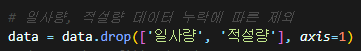 # 일사량, 적설량 데이터 누락에 따른 제외
data = data.drop(['일사량', '적설량'], axis=1)